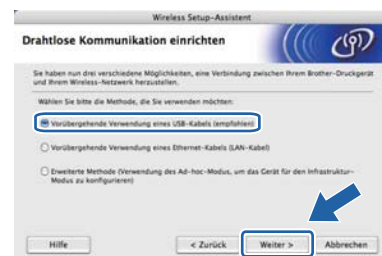 Wireless Setup-Assistent
Drahtlose Kommunikation einrichten
Sie haben nun drei verschiedene Möglichkeiten, eine Verbindung zwischen Ihrem Brother-Druckgerät
und Ihrem Wireless-Netzwerk herzustellen.
Wählen Sie bitte die Methode, die Sie verwenden möchten:
Vorübergehende Verwendung eines USB-Kabels (empfohlen)
Vorübergehende Verwendung eines Ethernet-Kabels (LAN-Kabel)
Erweiterte Methode (Verwendung des Ad-hoc-Modus, um das Gerät für den Infrastruktur-
Modus zu konfigurieren)
Hilfe < Zurück Weiter > Abbrechen